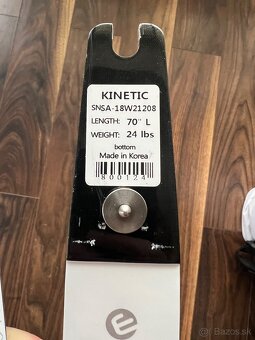 KINETIC
SNSA-18W21208
LENGTH: 70" L
WEIGHT: 24 lbs
bottom
Made in Korea
800124
e
Bazos.sk